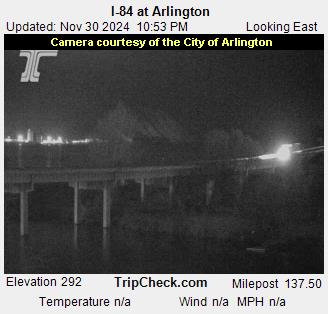 I-84 at Arlington
Updated: Nov 30 2024 10:53 PM Looking East
Camera courtesy of the City of Arlington
Elevation 292 TripCheck.com Milepost 137.50
Temperature n/a Wind n/a MPH n/a